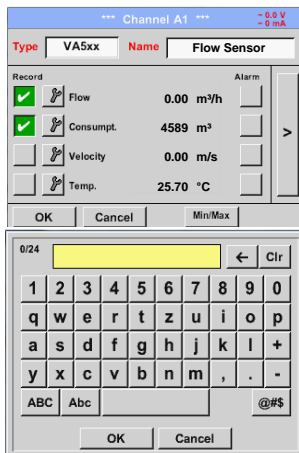 *** Channel A1 ***
~ 0.0 V
~ 0 mA
Type VA5xx Name Flow Sensor
Record Alarm
Flow 0.00 m³/h
Consumpt. 4589 m³
Velocity 0.00 m/s
Temp. 25.70 °C
>
OK Cancel Min/Max
0/24 ← Clr
1 2 3 4 5 6 7 8 9 0
q w e r t z u i o p
a s d f g h j k l +
y x c v b n m , . -
ABC Abc @#$
OK Cancel